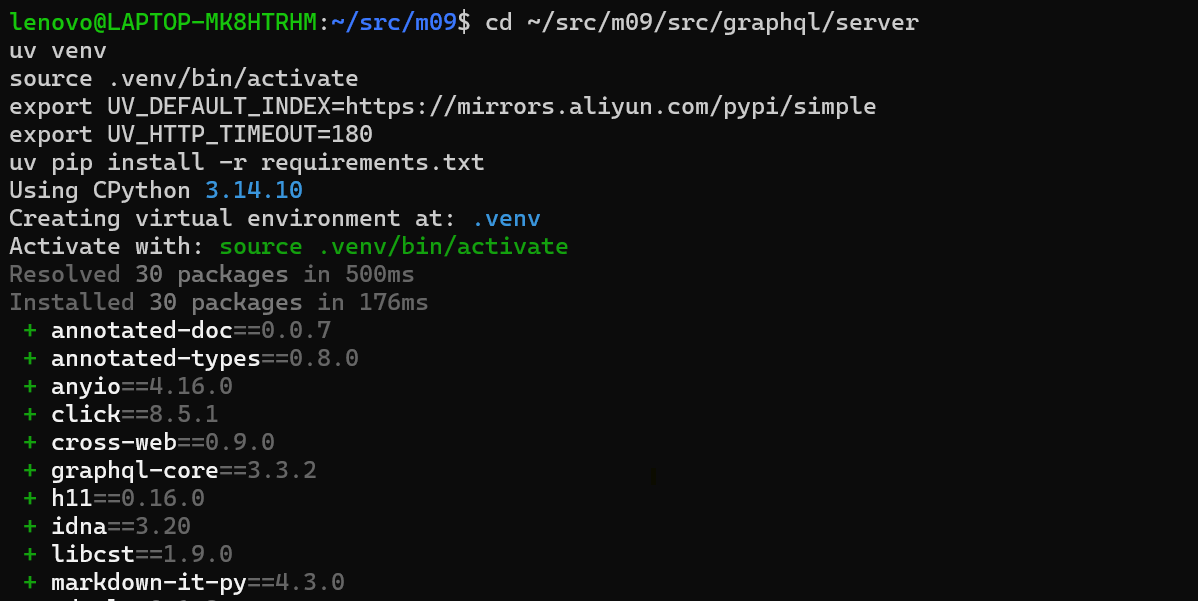 lenovo@LAPTOP-MK8HTRHM:~/src/m09$ cd ~/src/m09/src/graphql/server
uv venv
source .venv/bin/activate
export UV_DEFAULT_INDEX=https://mirrors.aliyun.com/pypi/simple
export UV_HTTP_TIMEOUT=180
uv pip install -r requirements.txt
Using CPython 3.14.10
Creating virtual environment at: .venv
Activate with: source .venv/bin/activate
Resolved 30 packages in 500ms
Installed 30 packages in 176ms
+ annotated-doc==0.0.7
+ annotated-types==0.8.0
+ anyio==4.16.0
+ click==8.5.1
+ cross-web==0.9.0
+ graphql-core==3.3.2
+ h11==0.16.0
+ idna==3.20
+ libcst==1.9.0
+ markdown-it-py==4.3.0